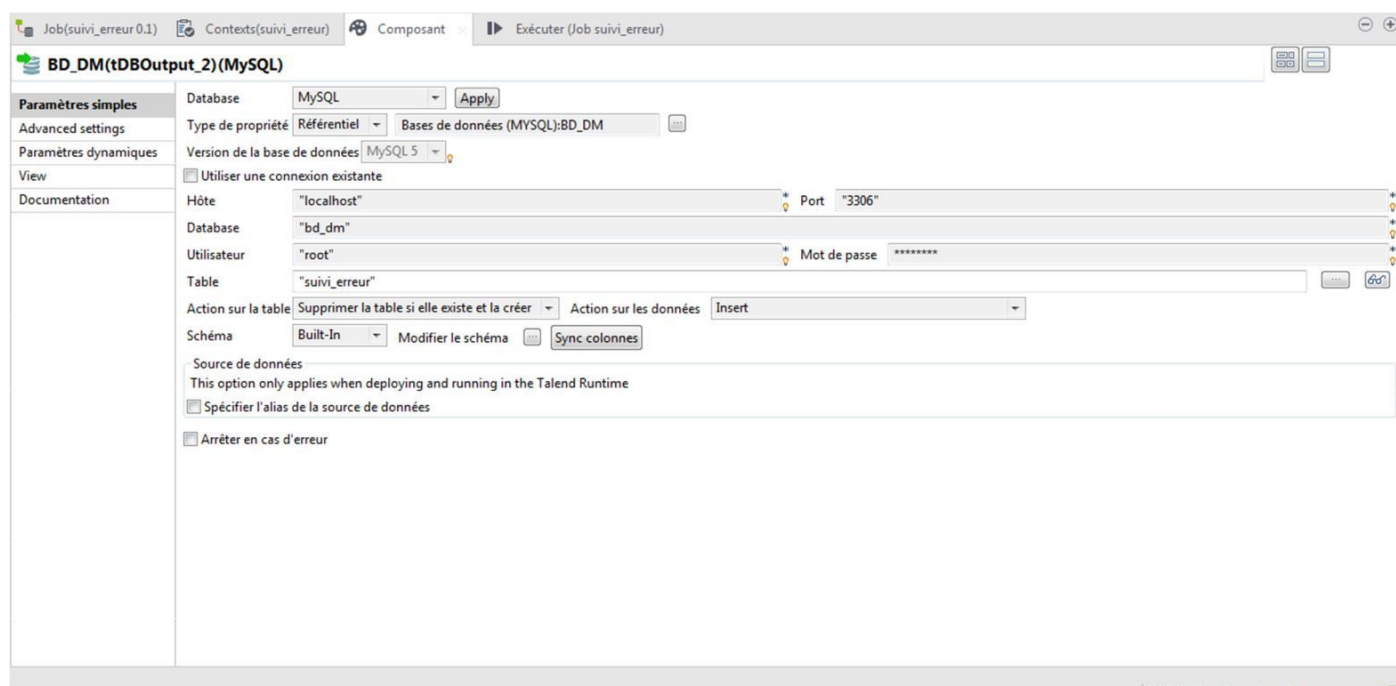 Job(suivi_erreur 0.1) Contexts(suivi_erreur) Composant Exécuter (Job suivi_erreur)
BD_DM(tDBOutput_2)(MySQL)
Paramètres simples
Advanced settings
Paramètres dynamiques
View
Documentation
Database MySQL Apply
Type de propriété Référentiel Bases de données (MYSQL):BD_DM ...
Version de la base de données MySQL 5
Utiliser une connexion existante
Hôte "localhost" * Port "3306" *
Database "bd_dm" *
Utilisateur "root" * Mot de passe ******** *
Table "suivi_erreur" ...
Action sur la table Supprimer la table si elle existe et la créer Action sur les données Insert
Schéma Built-In Modifier le schéma ... Sync colonnes
Source de données
This option only applies when deploying and running in the Talend Runtime
Spécifier l'alias de la source de données
Arrêter en cas d'erreur